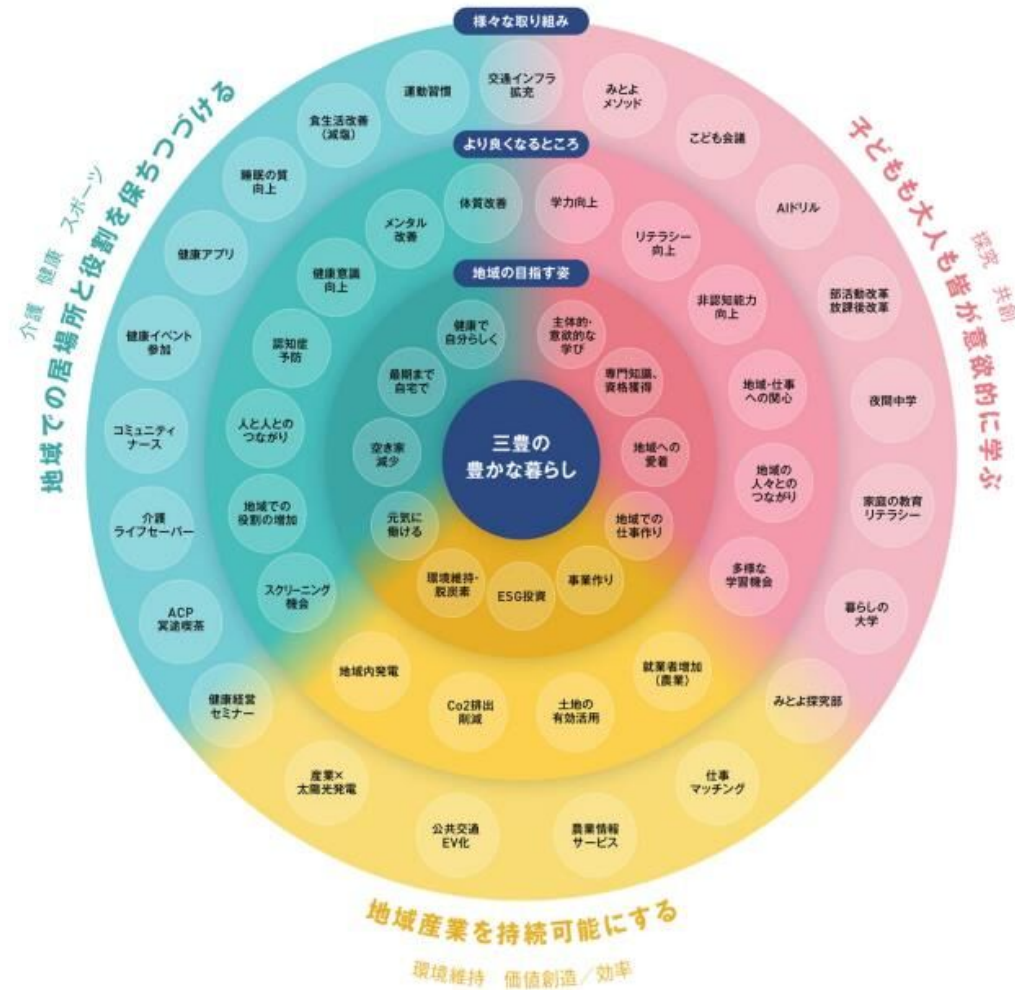 様々な取り組み
交通インフラ
拡充
みとよ
メソッド
こども会議
AIドリル
部活動改革
放課後改革
夜間中学
家庭の教育
リテラシー
暮らしの
大学
みとよ探究部
仕事
マッチング
農業情報
サービス
公共交通
EV化
産業×
太陽光発電
健康経営
セミナー
ACP
冥途喫茶
介護
ライフセーバー
コミュニティ
ナース
健康イベント
参加
健康アプリ
睡眠の質
向上
食生活改善
(減塩)
運動習慣
より良くなるところ
体質改善
学力向上
リテラシー
向上
非認知能力
向上
地域・仕事
への関心
地域の
人々との
つながり
多様な
学習機会
就業者増加
(農業)
土地の
有効活用
Co2排出
削減
地域内発電
スクリーニング
機会
地域での
役割の増加
人と人との
つながり
認知症
予防
健康意識
向上
メンタル
改善
地域の目指す姿
健康で
自分らしく
主体的・
意欲的な
学び
専門知識、
資格獲得
地域への
愛着
地域での
仕事作り
事業作り
ESG投資
環境維持・
脱炭素
元気に
働ける
空き家
減少
最期まで
自宅で
三豊の
豊かな暮らし
地域での居場所と役割を保ちつづける
介護 健康 スポーツ
子どもも大人も皆が意欲的に学ぶ
探究 共創
地域産業を持続可能にする
環境維持 価値創造／効率